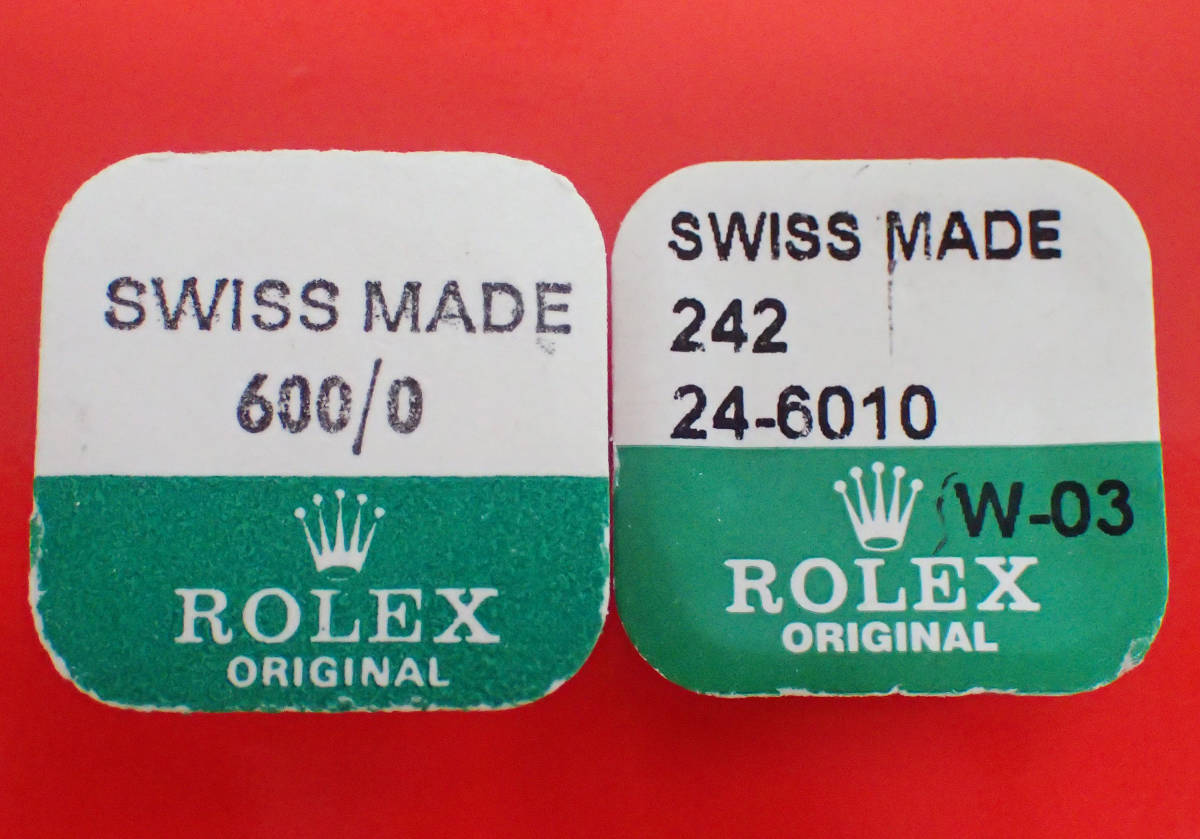 SWISS MADE
600/0
ROLEX
ORIGINAL
SWISS MADE
242
24-6010
W-03
ROLEX
ORIGINAL